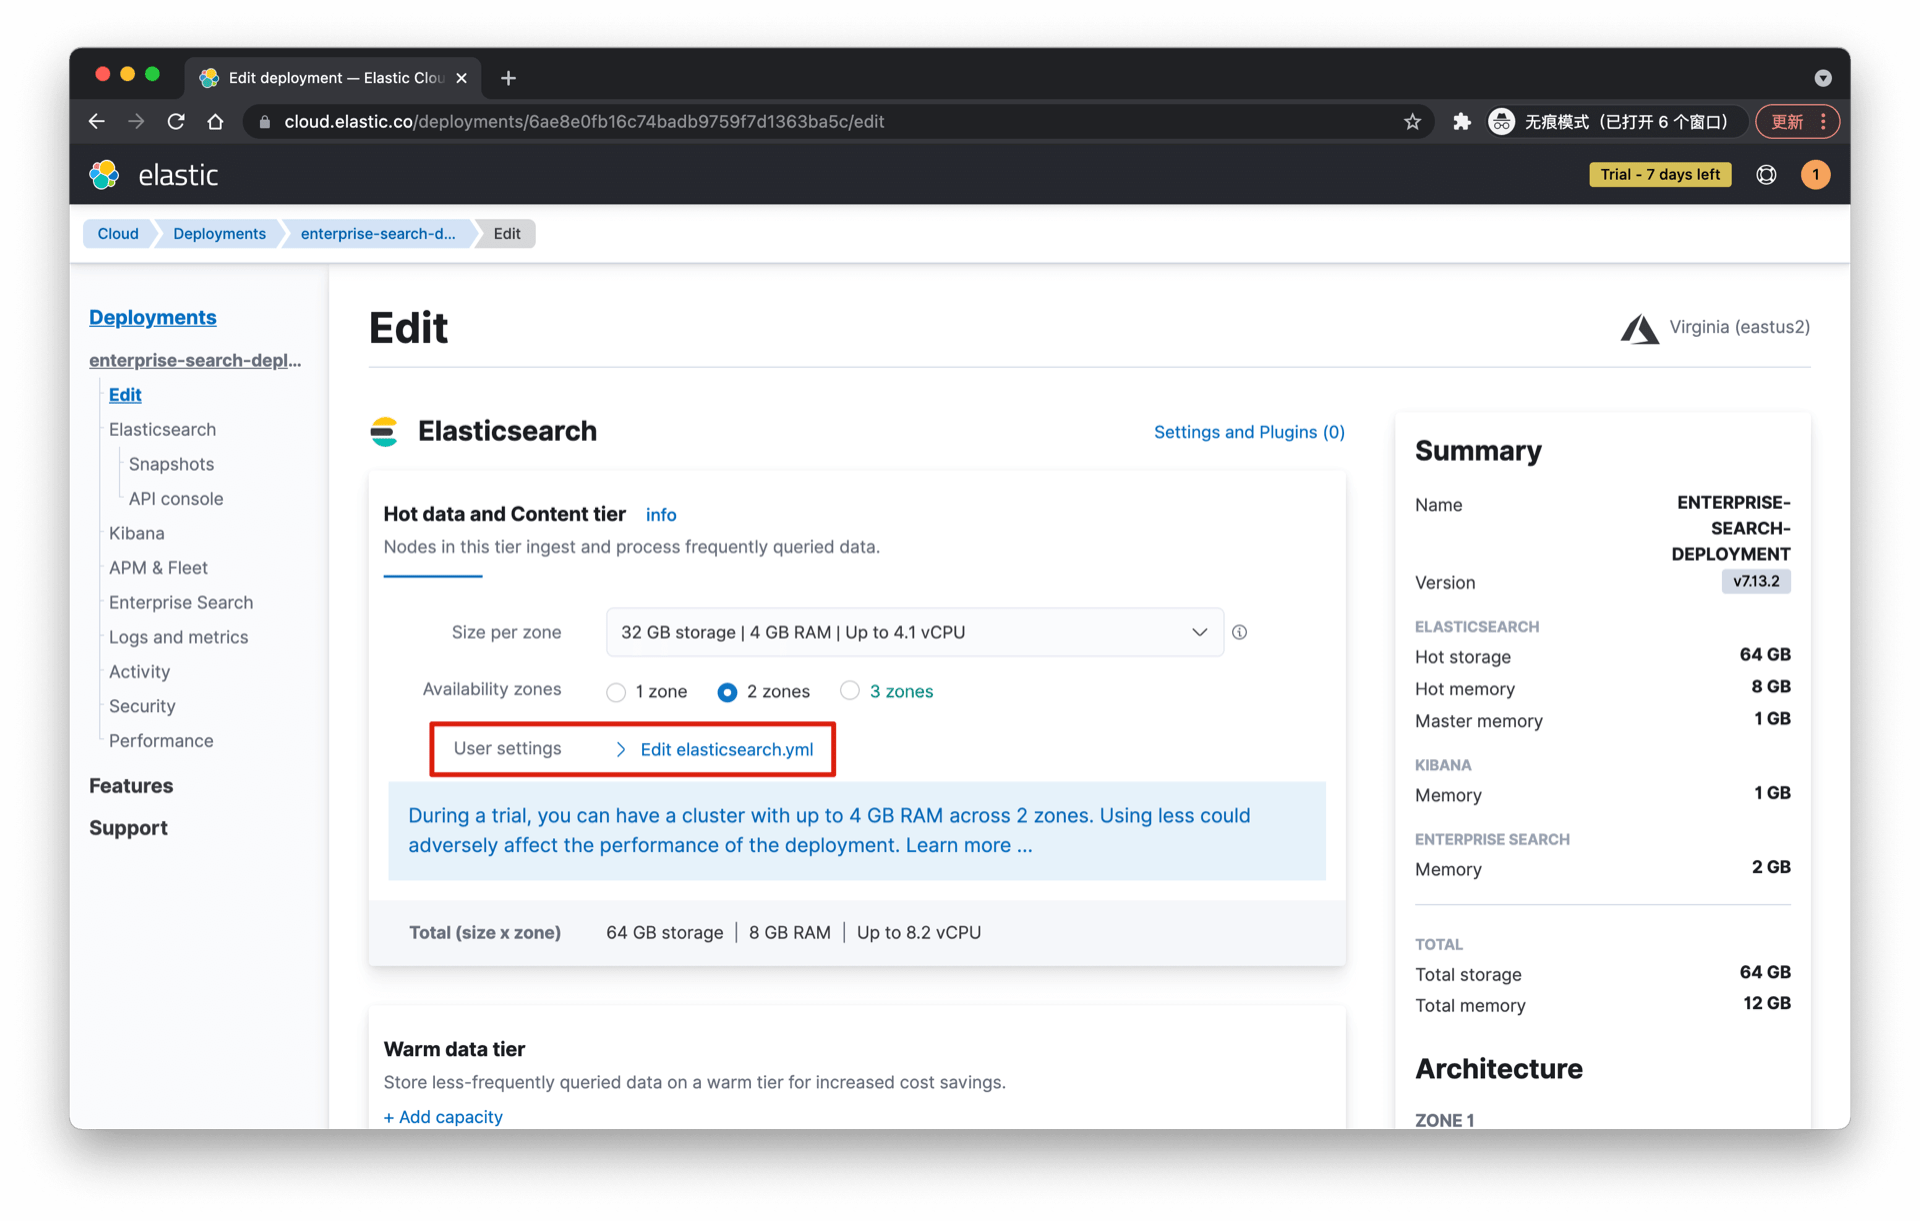 Edit deployment — Elastic Clou
cloud.elastic.co/deployments/6ae8e0fb16c74badb9759f7d1363ba5c/edit
无痕模式（已打开 6 个窗口）
更新
elastic
Trial - 7 days left
1
Cloud
Deployments
enterprise-search-d...
Edit
Deployments
enterprise-search-depl...
Edit
Elasticsearch
Snapshots
API console
Kibana
APM & Fleet
Enterprise Search
Logs and metrics
Activity
Security
Performance
Features
Support
Edit
Virginia (eastus2)
Elasticsearch
Settings and Plugins (0)
Hot data and Content tier info
Nodes in this tier ingest and process frequently queried data.
Size per zone
32 GB storage | 4 GB RAM | Up to 4.1 vCPU
Availability zones
1 zone
2 zones
3 zones
User settings
Edit elasticsearch.yml
During a trial, you can have a cluster with up to 4 GB RAM across 2 zones. Using less could
adversely affect the performance of the deployment. Learn more ...
Total (size x zone)
64 GB storage | 8 GB RAM | Up to 8.2 vCPU
Warm data tier
Store less-frequently queried data on a warm tier for increased cost savings.
+ Add capacity
Summary
Name
ENTERPRISE-
SEARCH-
DEPLOYMENT
Version
v7.13.2
ELASTICSEARCH
Hot storage 64 GB
Hot memory 8 GB
Master memory 1 GB
KIBANA
Memory 1 GB
ENTERPRISE SEARCH
Memory 2 GB
TOTAL
Total storage 64 GB
Total memory 12 GB
Architecture
ZONE 1